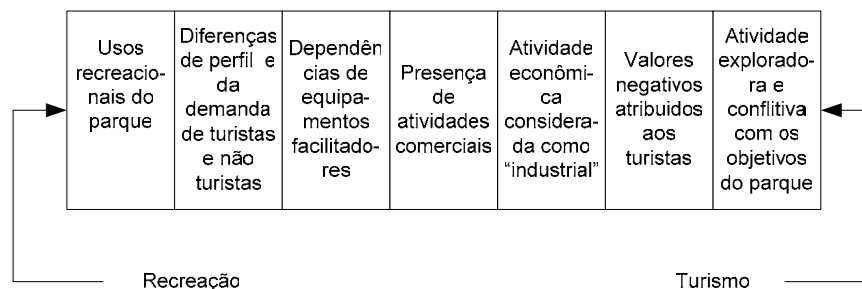 Usos
recreacio-
nais do
parque
Diferenças
de perfil e
da
demanda
de turistas
e não
turistas
Dependên
cias de
equipa-
mentos
facilitado-
res
Presença
de
atividades
comerciais
Atividade
econômi-
ca
considera-
da como
“industrial”
Valores
negativos
atribuidos
aos
turistas
Atividade
explorado-
ra e
conflitiva
com os
objetivos
do parque
Recreação
Turismo